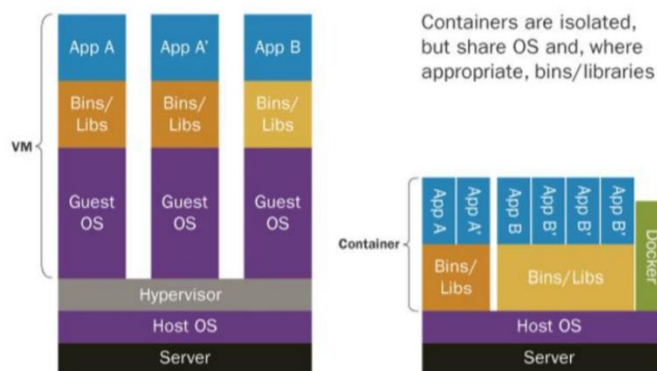 Containers are isolated,
but share OS and, where
appropriate, bins/libraries
VM
App A
App A'
App B
Bins/
Libs
Bins/
Libs
Bins/
Libs
Guest
OS
Guest
OS
Guest
OS
Hypervisor
Host OS
Server
Container
App A
App A'
App B
App B'
App B'
App B'
Bins/
Libs
Bins/Libs
Docker
Host OS
Server